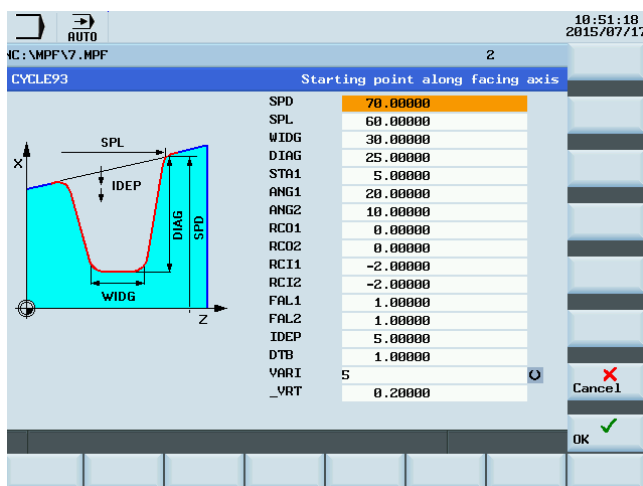 AUTO
10:51:18
2015/07/17
NC:\MPF\7.MPF 2
CYCLE93 Starting point along facing axis
SPD 70.00000
SPL 60.00000
WIDG 30.00000
DIAG 25.00000
STA1 5.00000
ANG1 20.00000
ANG2 10.00000
RCO1 0.00000
RCO2 0.00000
RCI1 -2.00000
RCI2 -2.00000
FAL1 1.00000
FAL2 1.00000
IDEP 5.00000
DTB 1.00000
VARI 5
_VRT 0.20000
X
SPL
IDEP
DIAG
SPD
WIDG
Z
Cancel
OK